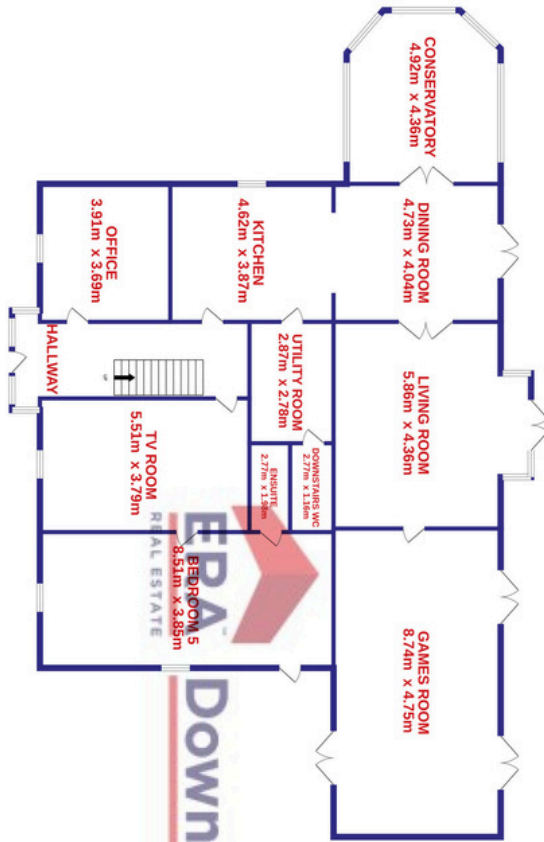 CONSERVATORY
4.92m x 4.36m
DINING ROOM
4.73m x 4.04m
KITCHEN
4.62m x 3.87m
OFFICE
3.91m x 3.69m
HALLWAY
UP
UTILITY ROOM
2.87m x 2.78m
LIVING ROOM
5.86m x 4.36m
TV ROOM
5.51m x 3.79m
ENSUITE
DOWNSTAIRS WC
2.77m x 1.16m
BEDROOM 5
8.51m x 3.85m
GAMES ROOM
8.74m x 4.75m
ERA™
REAL ESTATE
Down